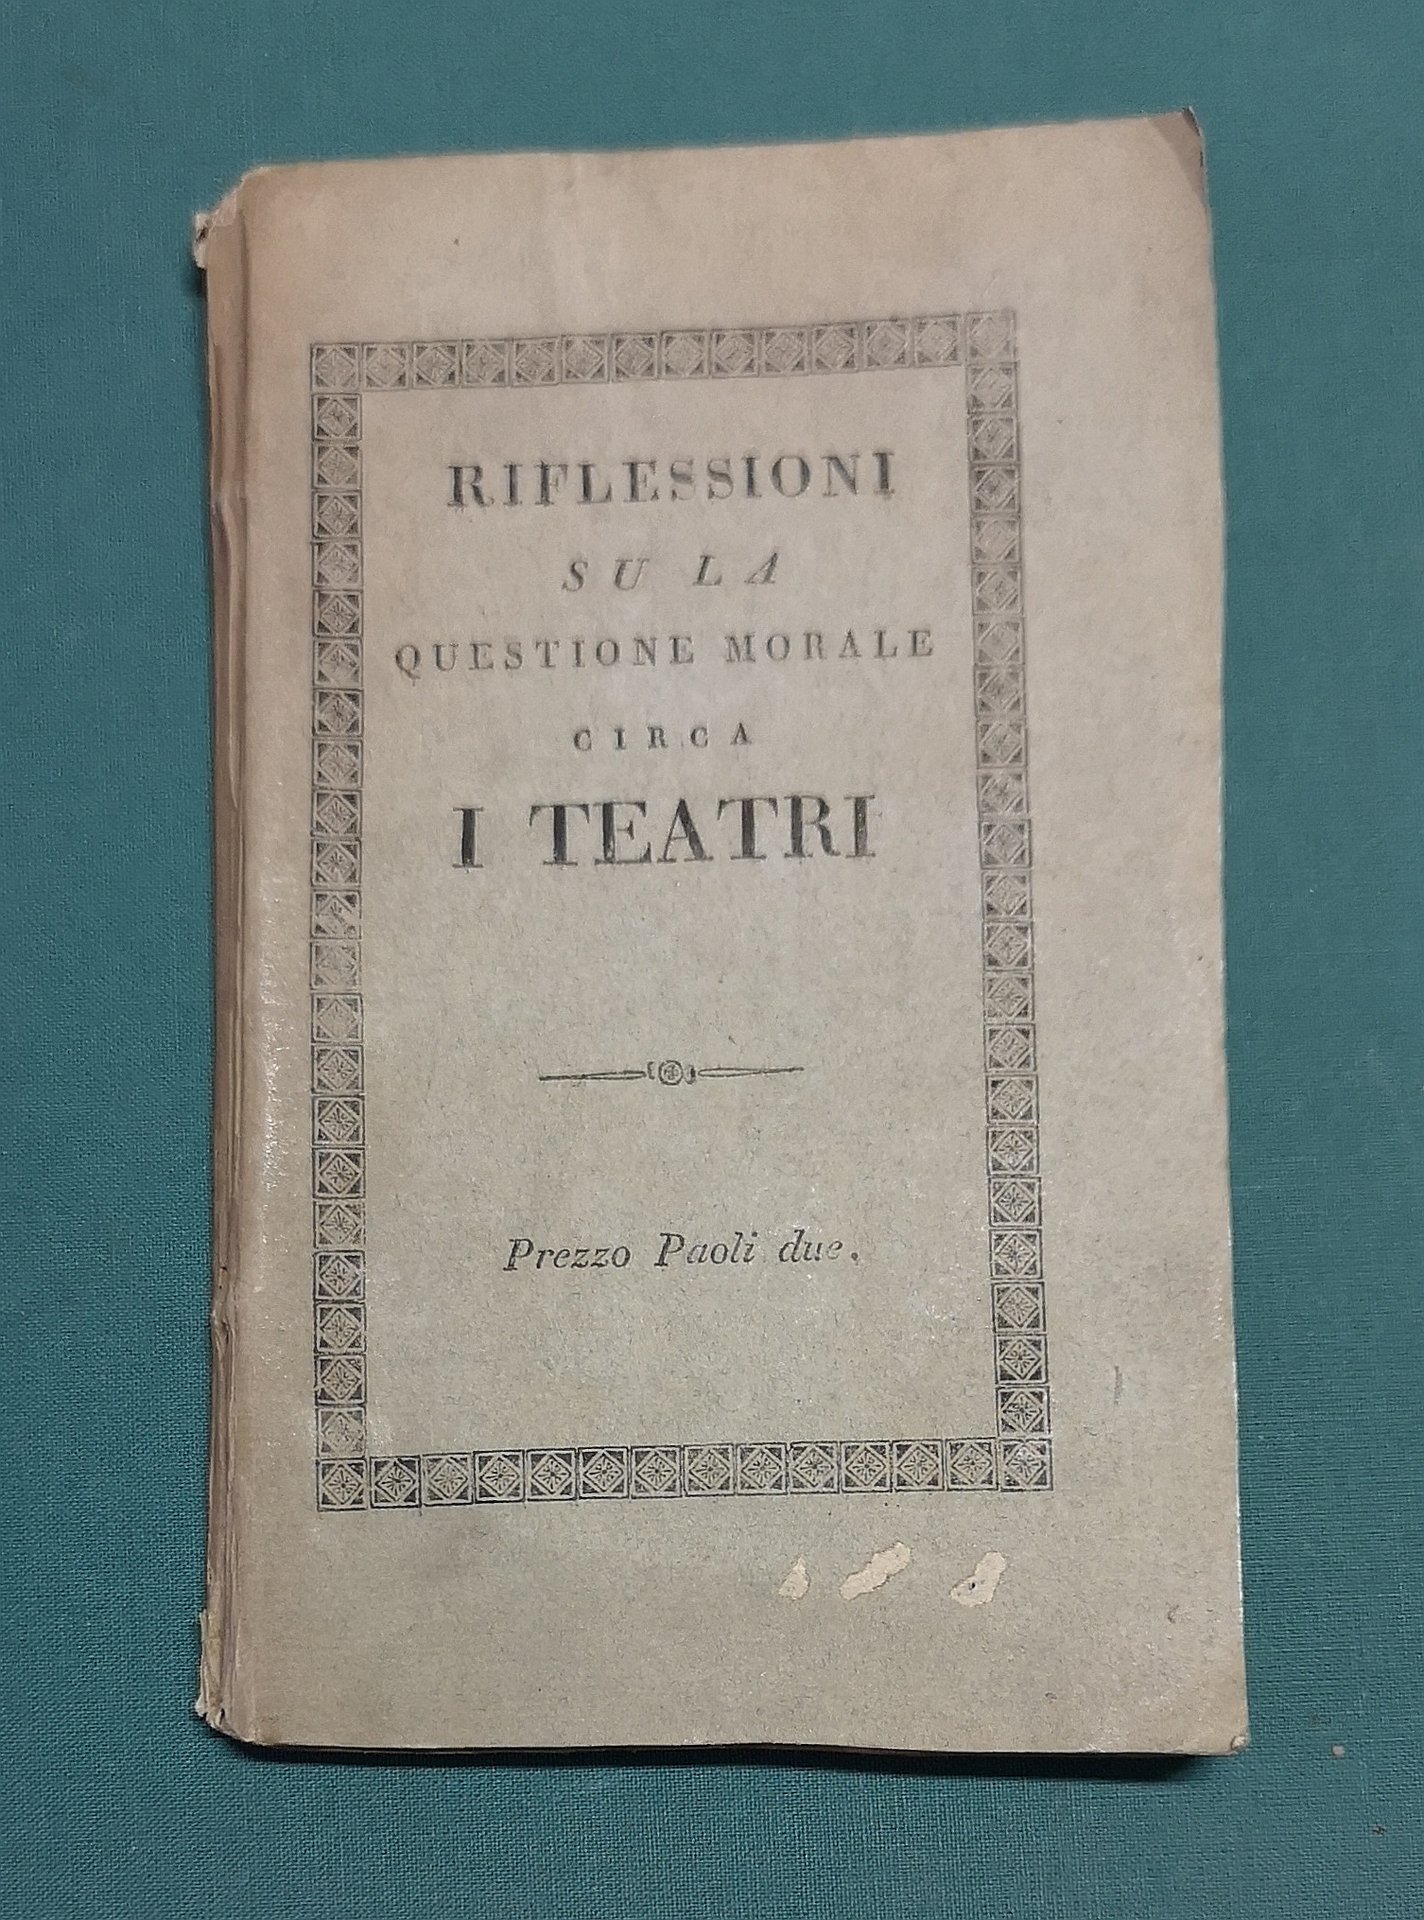 RIFLESSIONI
SU LA
QUESTIONE MORALE
CIRCA
I TEATRI
Prezzo Paoli due.